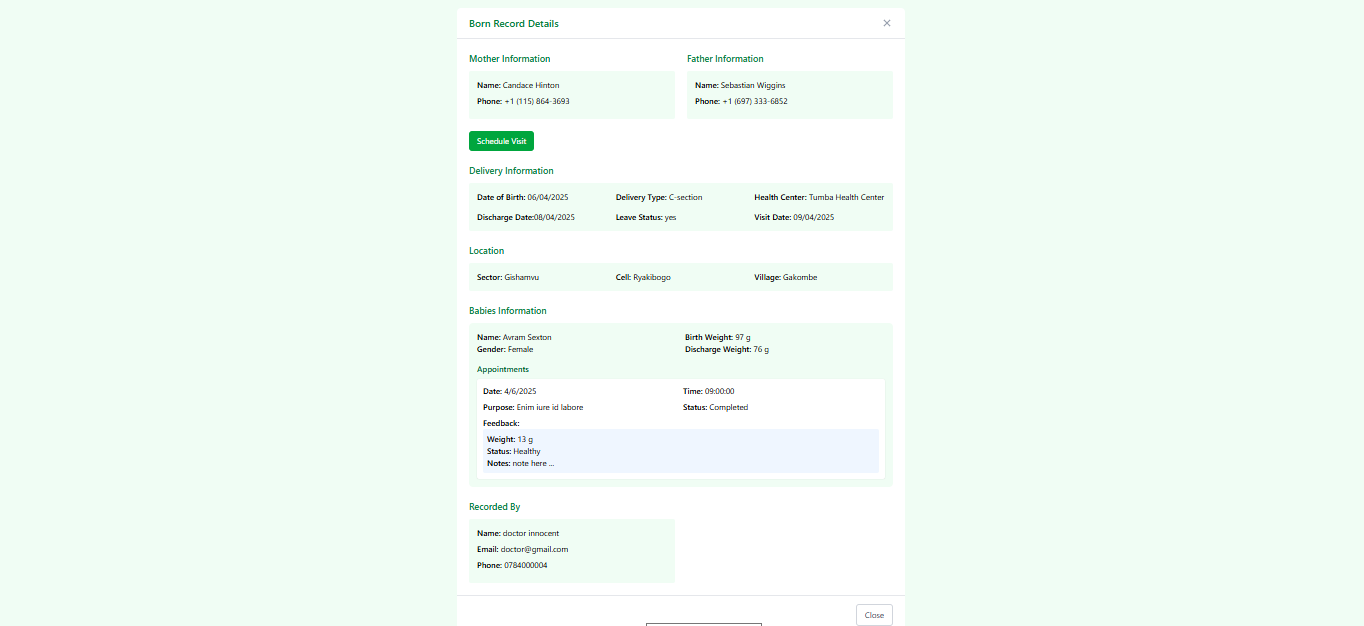 Born Record Details
Mother Information
Father Information
Name: Candace Hinton
Phone: +1 (115) 864-3693
Name: Sebastian Wiggins
Phone: +1 (697) 333-6852
Schedule Visit
Delivery Information
Date of Birth: 06/04/2025 Delivery Type: C-section Health Center: Tumba Health Center
Discharge Date:08/04/2025 Leave Status: yes Visit Date: 09/04/2025
Location
Sector: Gishamvu Cell: Ryakibogo Village: Gakombe
Babies Information
Name: Avram Sexton Birth Weight: 97 g
Gender: Female Discharge Weight: 76 g
Appointments
Date: 4/6/2025 Time: 09:00:00
Purpose: Enim iure id labore Status: Completed
Feedback:
Weight: 13 g
Status: Healthy
Notes: note here ...
Recorded By
Name: doctor innocent
Email: doctor@gmail.com
Phone: 0784000004
Close